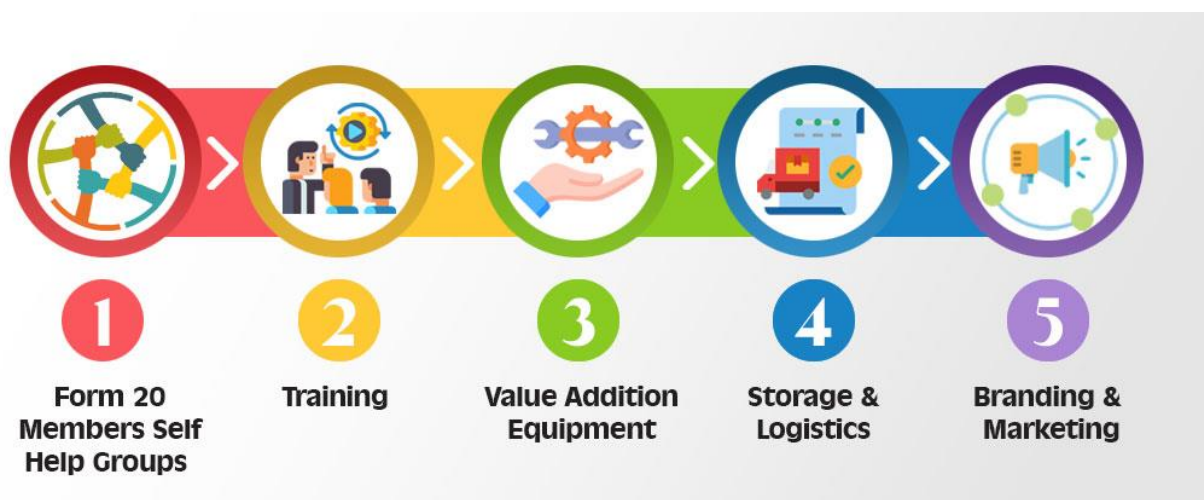 1
Form 20
Members Self
Help Groups
2
Training
3
Value Addition
Equipment
4
Storage &
Logistics
5
Branding &
Marketing